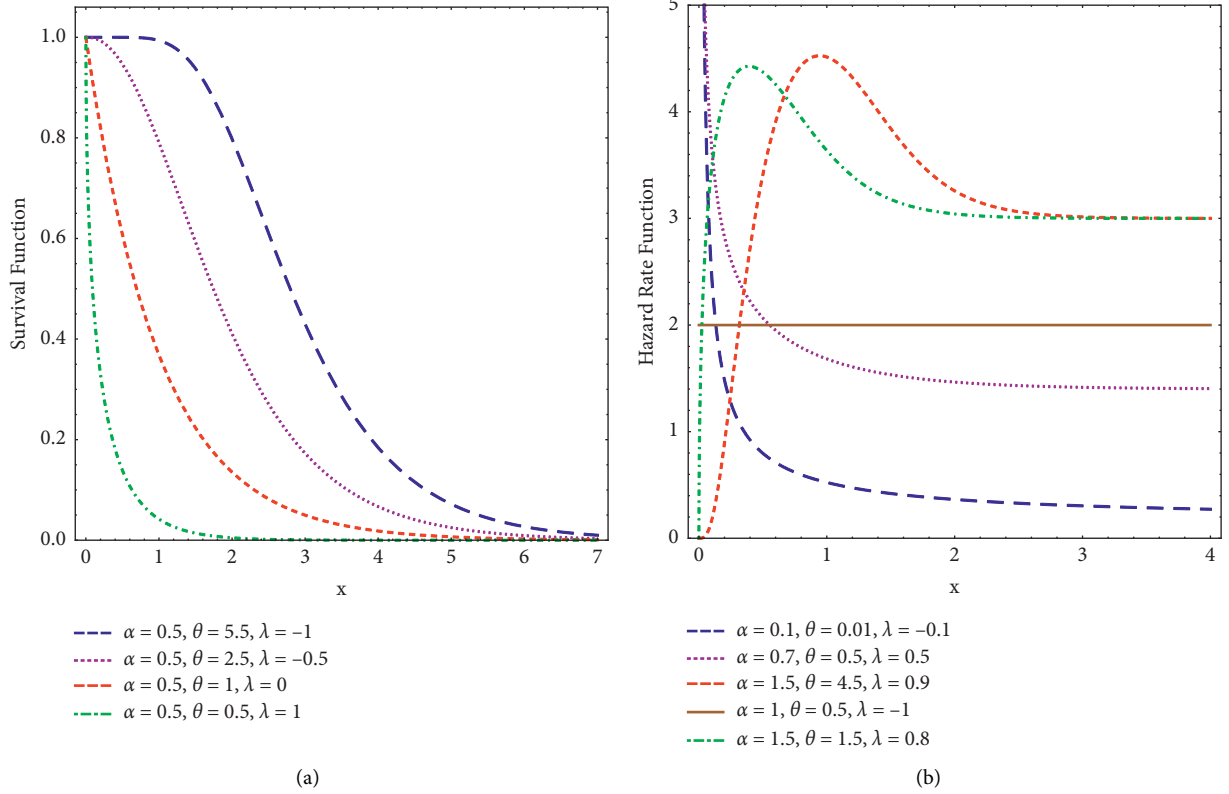 Survival Function
1.0
0.8
0.6
0.4
0.2
0.0
0 1 2 3 4 5 6 7
x
α = 0.5, θ = 5.5, λ = –1
α = 0.5, θ = 2.5, λ = –0.5
α = 0.5, θ = 1, λ = 0
α = 0.5, θ = 0.5, λ = 1
(a)
Hazard Rate Function
5
4
3
2
1
0
0 1 2 3 4
x
α = 0.1, θ = 0.01, λ = –0.1
α = 0.7, θ = 0.5, λ = 0.5
α = 1.5, θ = 4.5, λ = 0.9
α = 1, θ = 0.5, λ = –1
α = 1.5, θ = 1.5, λ = 0.8
(b)